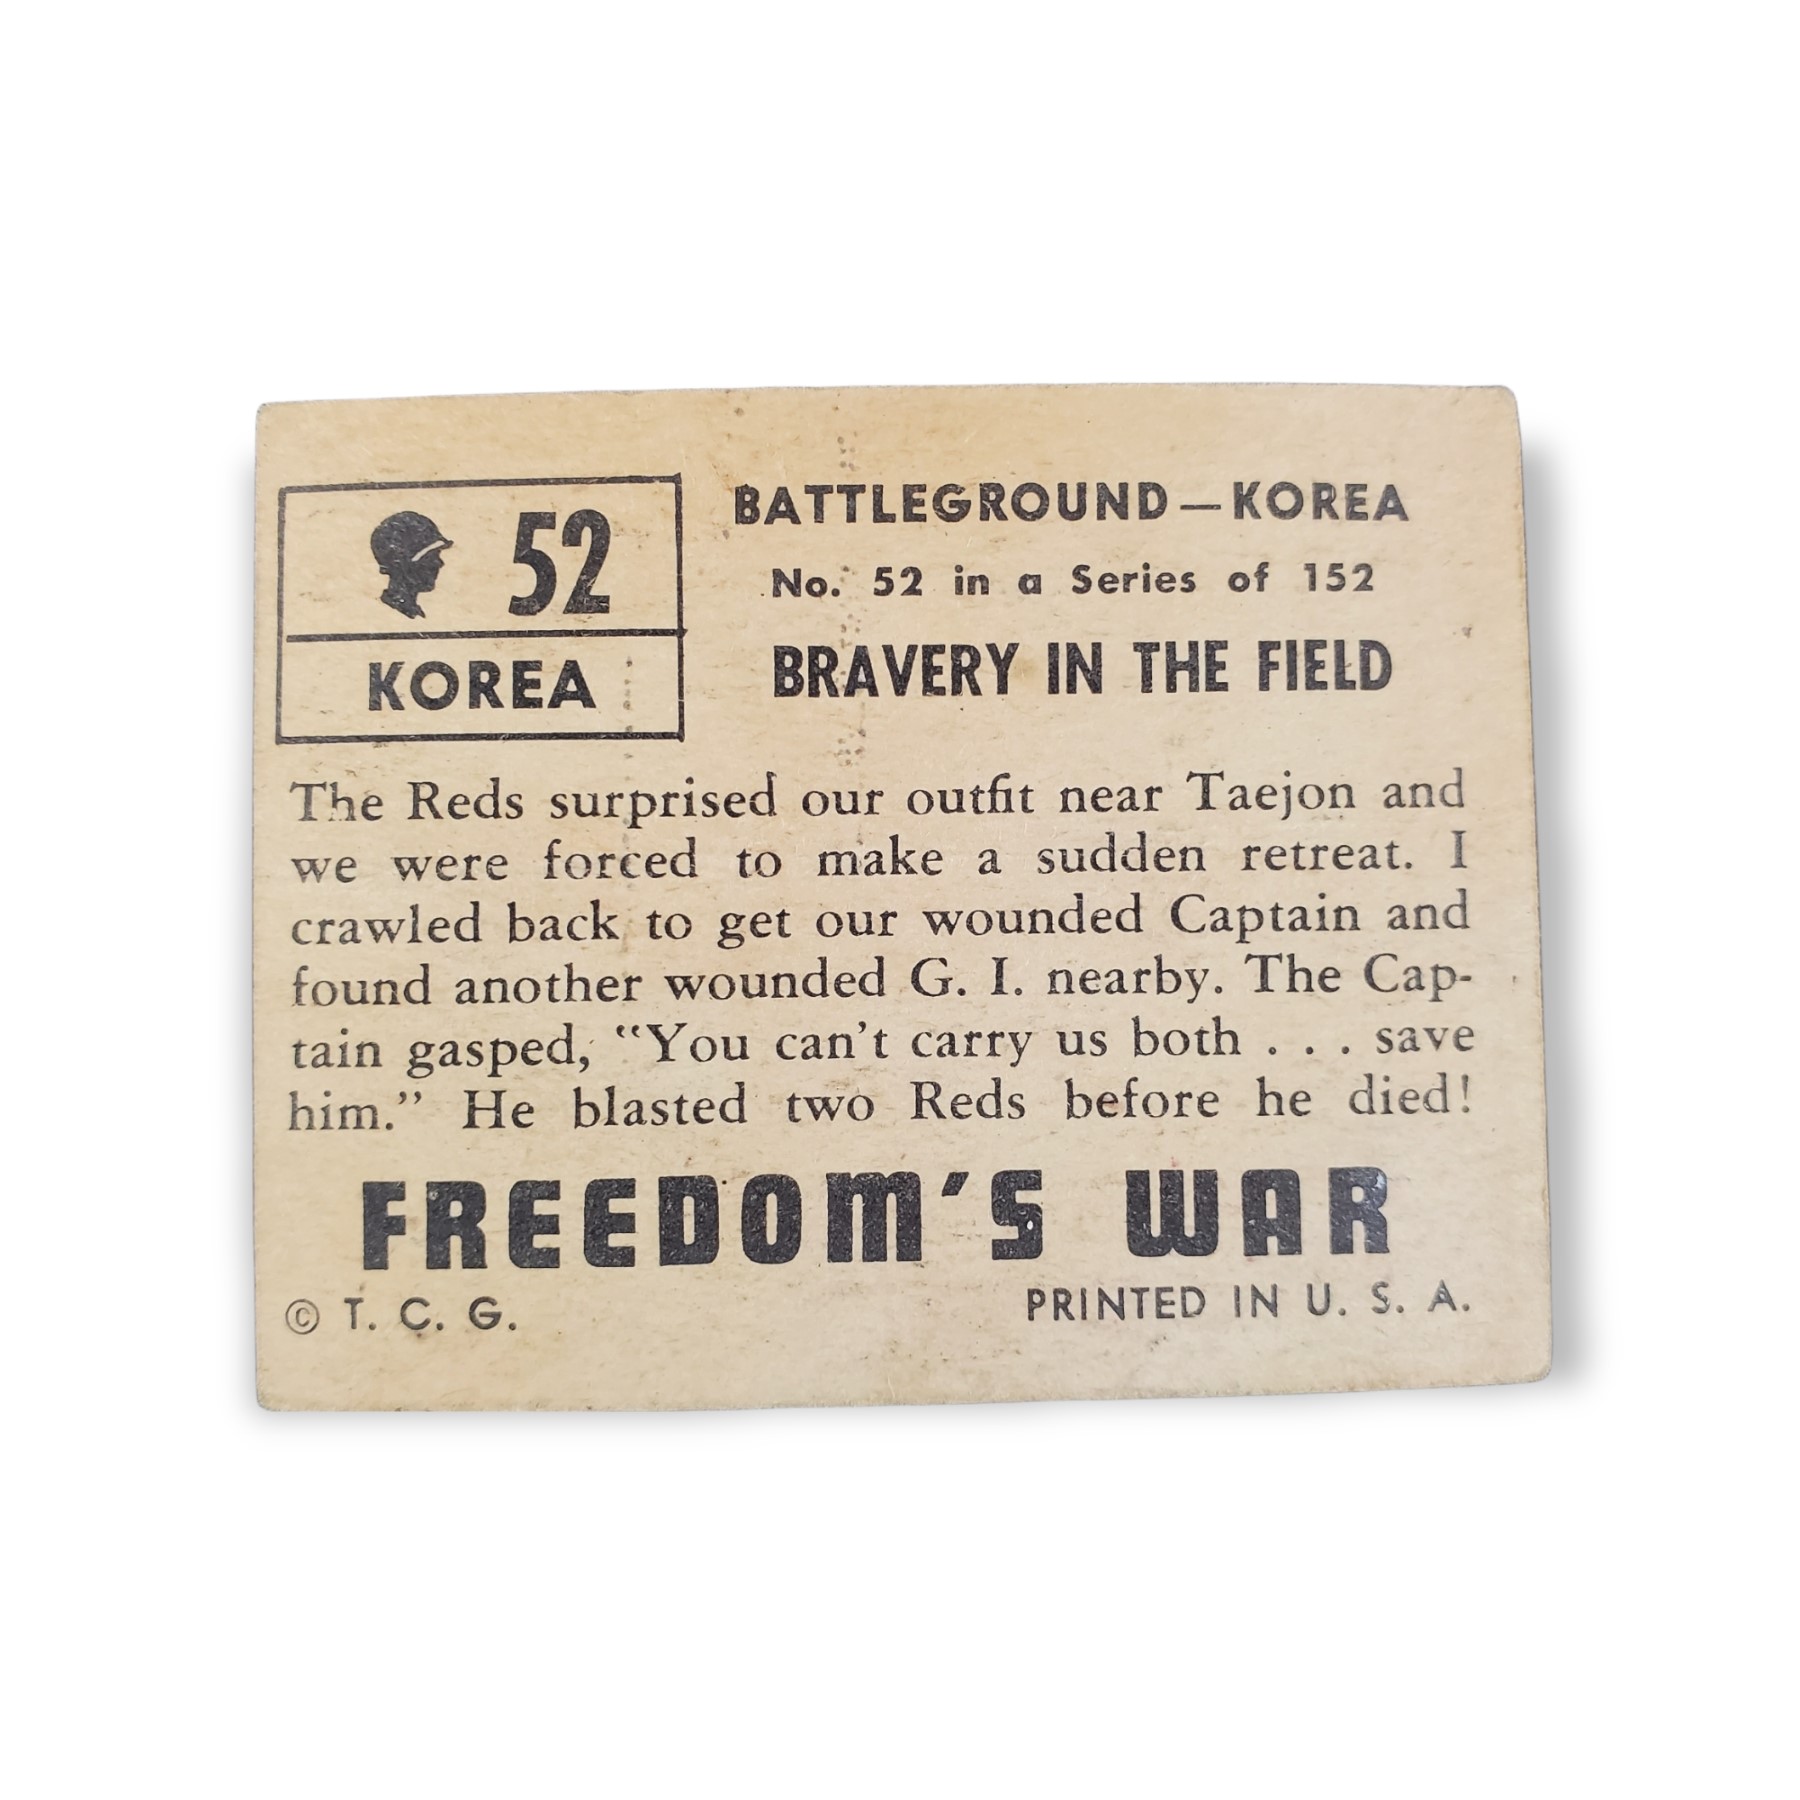 52
KOREA
BATTLEGROUND—KOREA
No. 52 in a Series of 152
BRAVERY IN THE FIELD
The Reds surprised our outfit near Taejon and
we were forced to make a sudden retreat. I
crawled back to get our wounded Captain and
found another wounded G. I. nearby. The Cap-
tain gasped, “You can’t carry us both . . . save
him.” He blasted two Reds before he died!
FREEDOM’S WAR
© T. C. G.
PRINTED IN U. S. A.